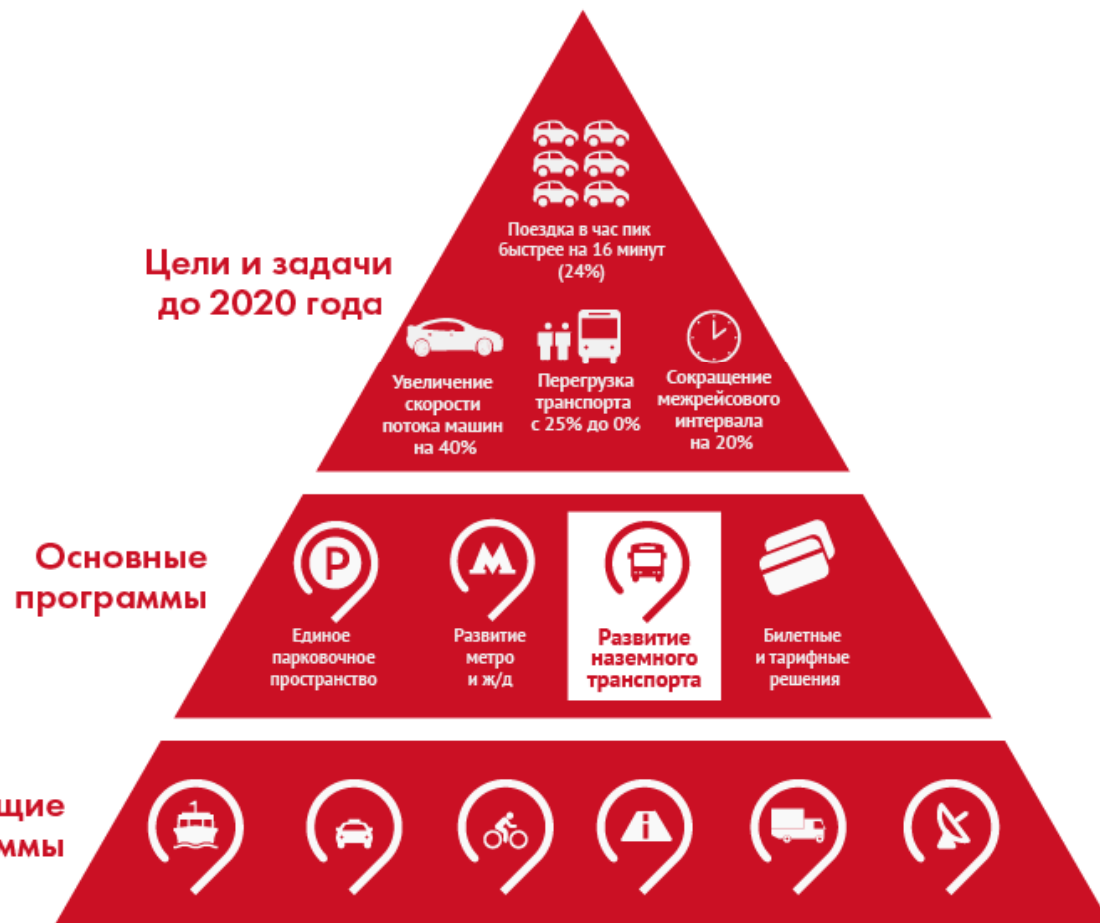 Поездка в час пик
быстрее на 16 минут
(24%)
Цели и задачи
до 2020 года
Увеличение
скорости
потока машин
на 40%
Перегрузка
транспорта
с 25% до 0%
Сокращение
межрейсового
интервала
на 20%
Основные
программы
P
Единое
парковочное
пространство
М
Развитие
метро
и ж/д
Развитие
наземного
транспорта
Билетные
и тарифные
решения